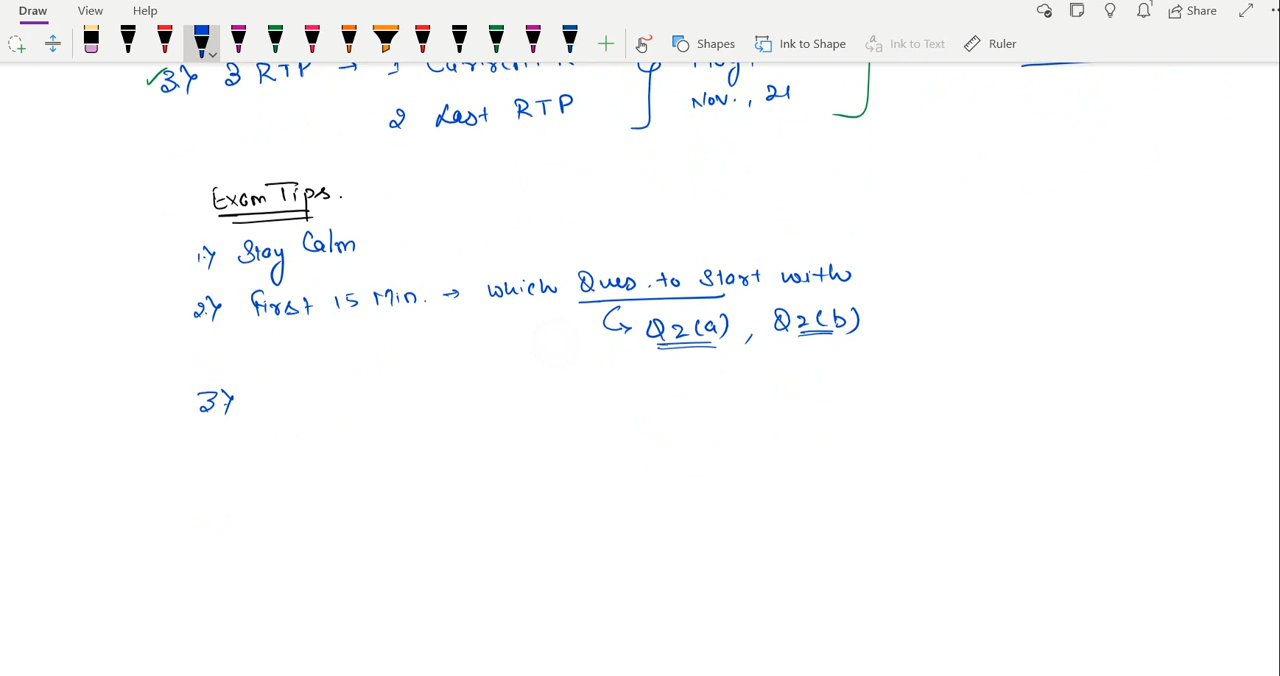 Draw View Help Share
Shapes Ink to Shape Ink to Text Ruler
3) 3 RTP → 1
2 Last RTP Nov., 21
Exam Tips.
1) Stay Calm
2) First 15 Min. → which Ques. to Start with
↳ Q2(a), Q2(b)
3)